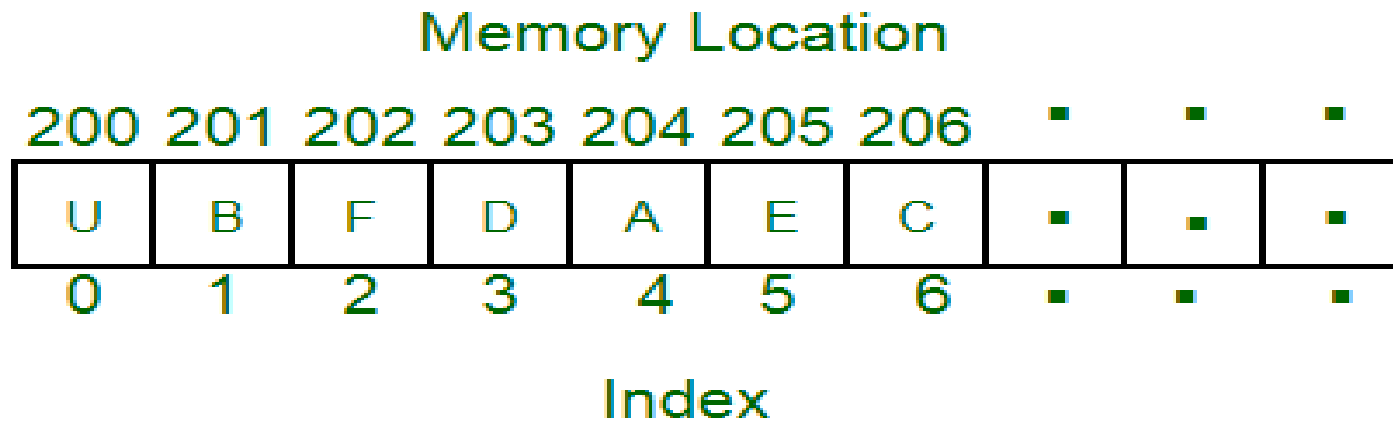 Memory Location
200 201 202 203 204 205 206 . . .
U B F D A E C . . .
0 1 2 3 4 5 6 . . .
Index